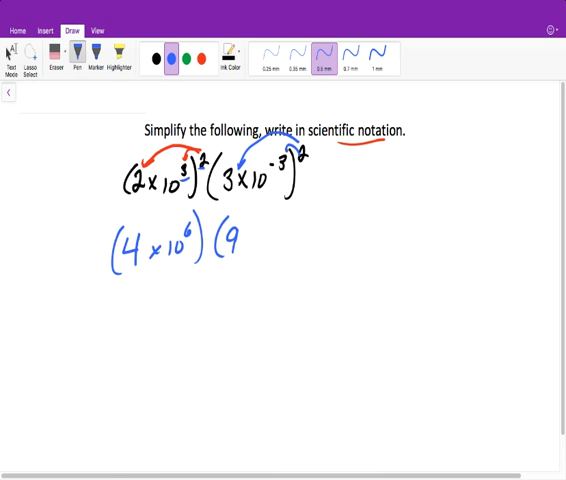 Home Insert Draw View
Text Mode Lasso Select Eraser Pen Marker Highlighter Ink Color 0.25 mm 0.35 mm 0.5 mm 0.7 mm 1 mm
Simplify the following, write in scientific notation.
(2 × 10³)² (3 × 10⁻³)²
(4 × 10⁶) (9